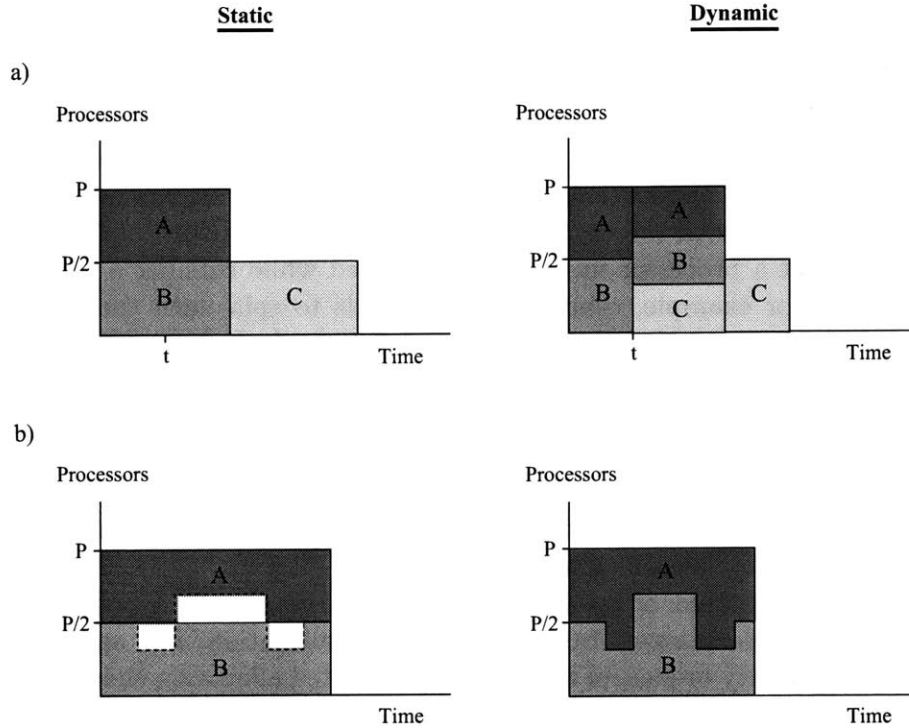 Static
Dynamic
a)
Processors
P
A
P/2
B
C
t
Time
Processors
P
A
A
P/2
B
B
C
C
t
Time
b)
Processors
P
A
P/2
B
Time
Processors
P
A
P/2
B
Time